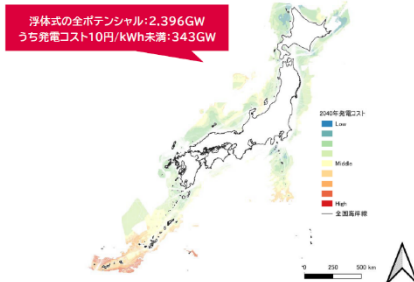 浮体式の全ポテンシャル:2,396GW
うち発電コスト10円/kWh未満:343GW
2040年発電コスト
Low
Middle
High
全国海岸線
0 250 500 km